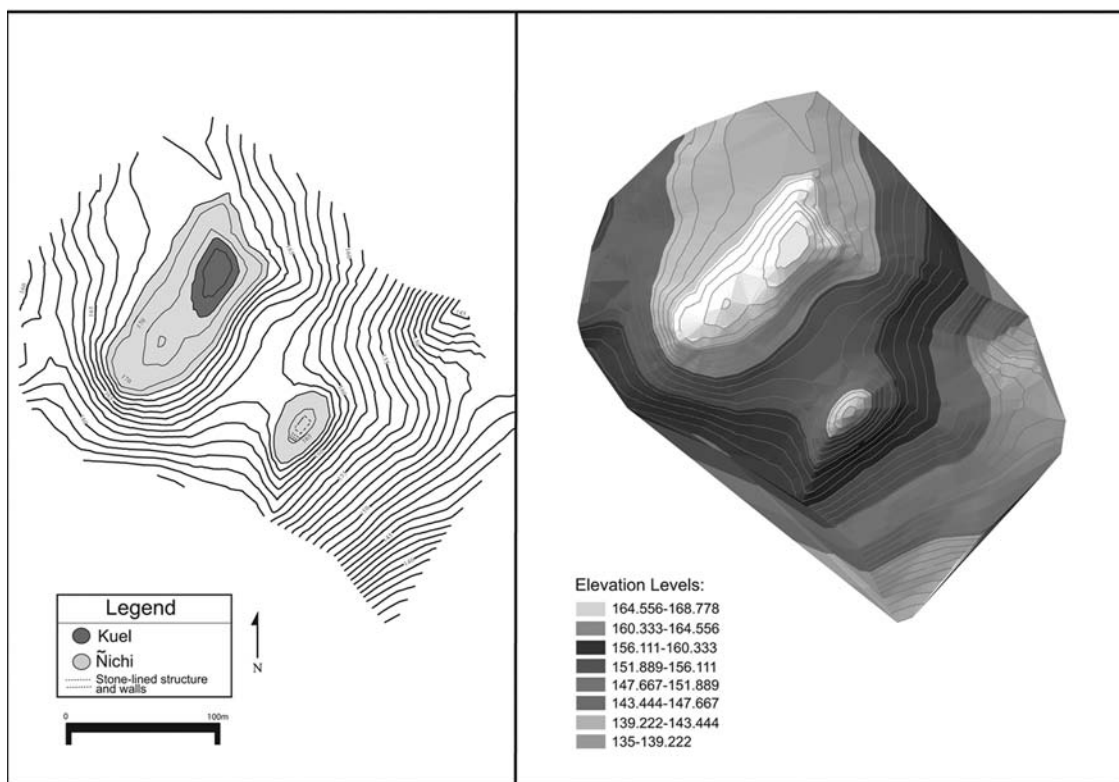 170
170
Legend
Kuel
Ñichi
Stone-lined structure
and walls
N
0 100m
Elevation Levels:
164.556-168.778
160.333-164.556
156.111-160.333
151.889-156.111
147.667-151.889
143.444-147.667
139.222-143.444
135-139.222